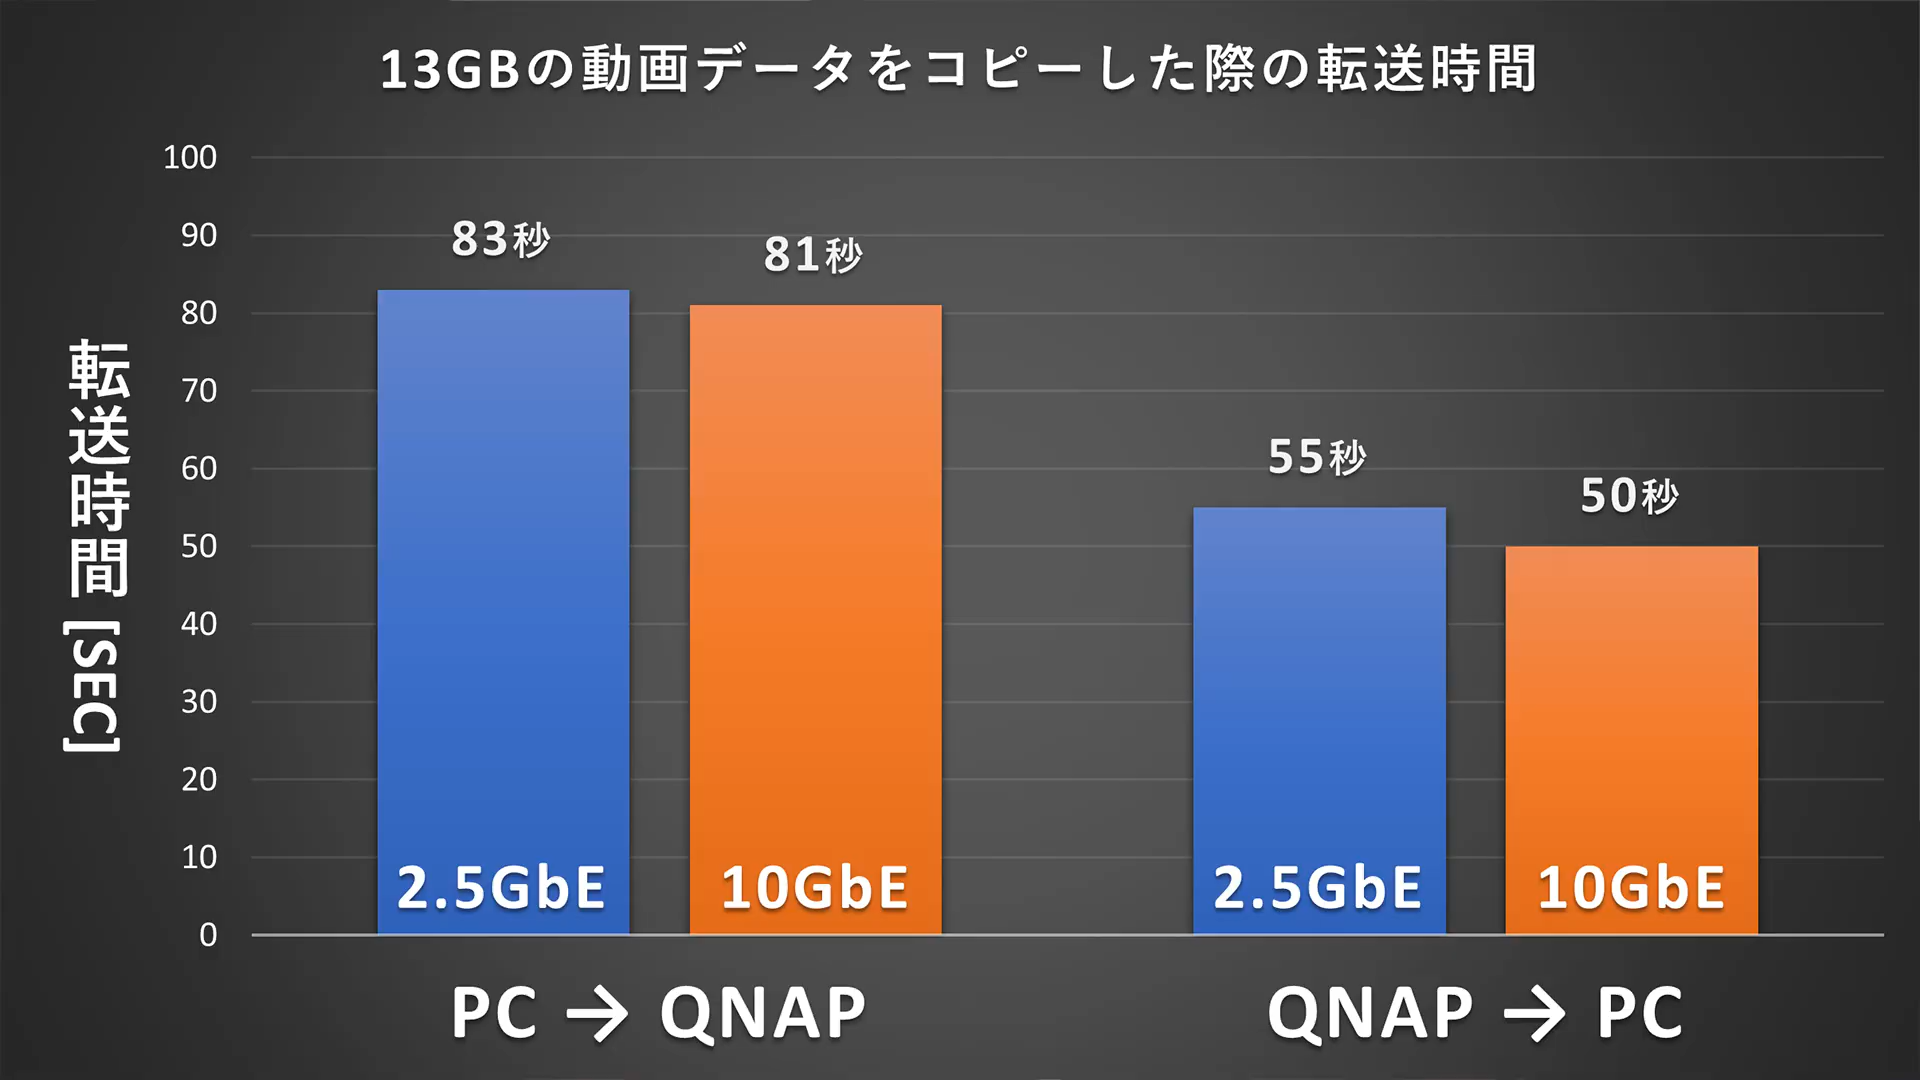 13GBの動画データをコピーした際の転送時間
転送時間 [SEC]
100
90
80
70
60
50
40
30
20
10
0
83秒
81秒
55秒
50秒
2.5GbE
10GbE
2.5GbE
10GbE
PC → QNAP
QNAP → PC